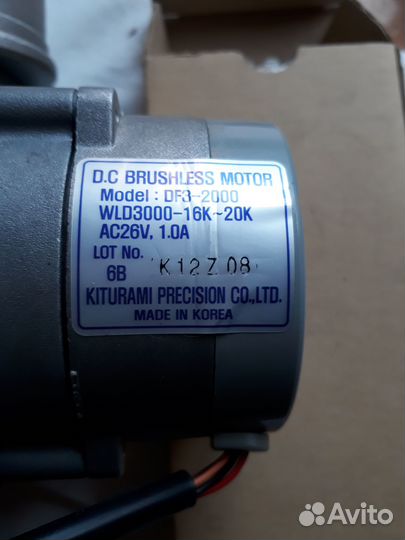 D.C BRUSHLESS MOTOR
Model : DF3-2000
WLD3000-16K~20K
AC26V, 1.0A
LOT No. K12Z08
6B
KITURAMI PRECISION CO.,LTD.
MADE IN KOREA
Avito